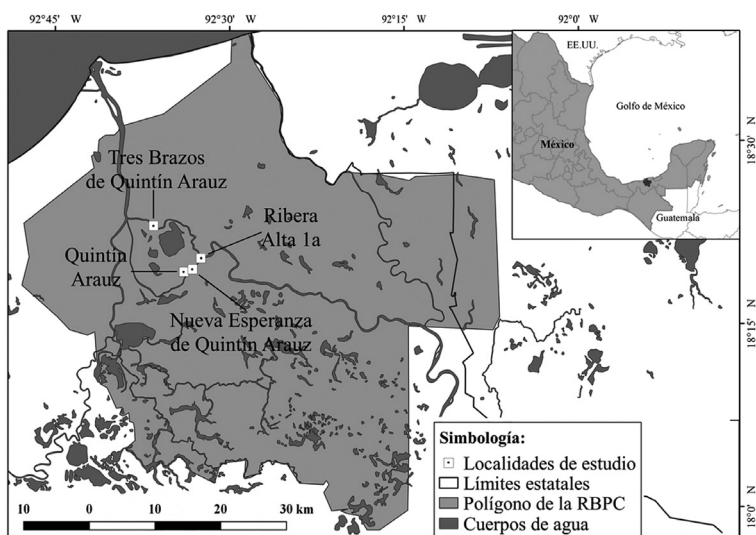 92°45' W
92°30' W
92°15' W
92°0' W
EE.UU.
Golfo de México
México
Guatemala
18°30' N
Tres Brazos
de Quintín Arauz
Ribera
Alta 1a
Quintín
Arauz
Nueva Esperanza
de Quintín Arauz
18°15' N
Simbología:
Localidades de estudio
Límites estatales
Polígono de la RBPC
Cuerpos de agua
10 0 10 20 30 km
18°0' N